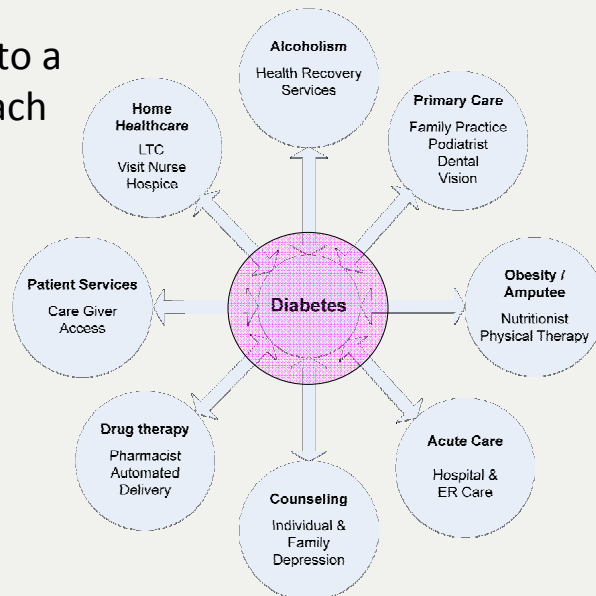 to a
ach
Alcoholism
Health Recovery
Services
Primary Care
Family Practice
Podiatrist
Dental
Vision
Home
Healthcare
LTC
Visit Nurse
Hospice
Obesity /
Amputee
Nutritionist
Physical Therapy
Patient Services
Care Giver
Access
Diabetes
Drug therapy
Pharmacist
Automated
Delivery
Acute Care
Hospital &
ER Care
Counseling
Individual &
Family
Depression